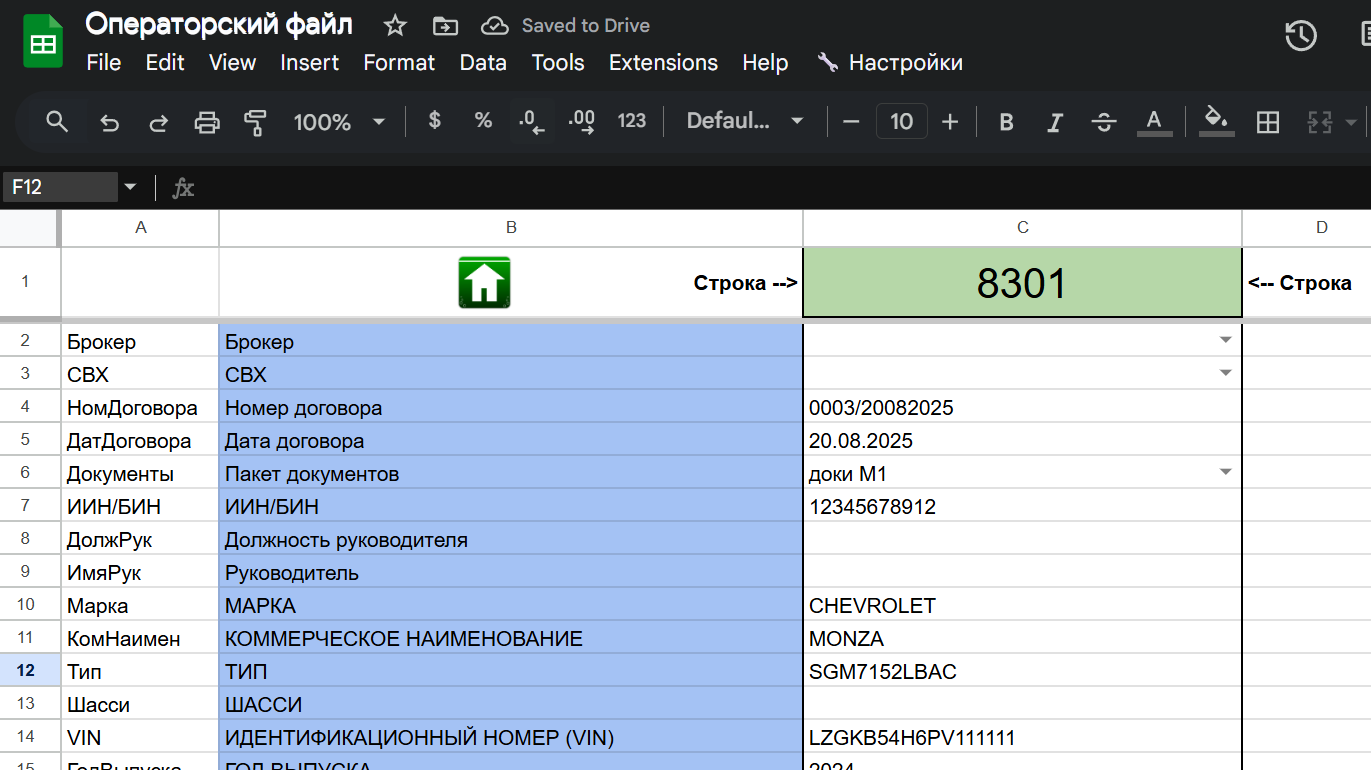 Операторский файл Saved to Drive
File Edit View Insert Format Data Tools Extensions Help Настройки
100% $ % .0 .00 123 Defaul... − 10 + B I S A
F12 fx
A B C D
1 Строка --> 8301 <-- Строка
2 Брокер Брокер
3 СВХ СВХ
4 НомДоговора Номер договора 0003/20082025
5 ДатДоговора Дата договора 20.08.2025
6 Документы Пакет документов доки М1
7 ИИН/БИН ИИН/БИН 12345678912
8 ДолжРук Должность руководителя
9 ИмяРук Руководитель
10 Марка МАРКА CHEVROLET
11 КомНаимен КОММЕРЧЕСКОЕ НАИМЕНОВАНИЕ MONZA
12 Тип ТИП SGM7152LBAC
13 Шасси ШАССИ
14 VIN ИДЕНТИФИКАЦИОННЫЙ НОМЕР (VIN) LZGKB54H6PV111111
15 ГодВыпуска ГОД ВЫПУСКА 2024